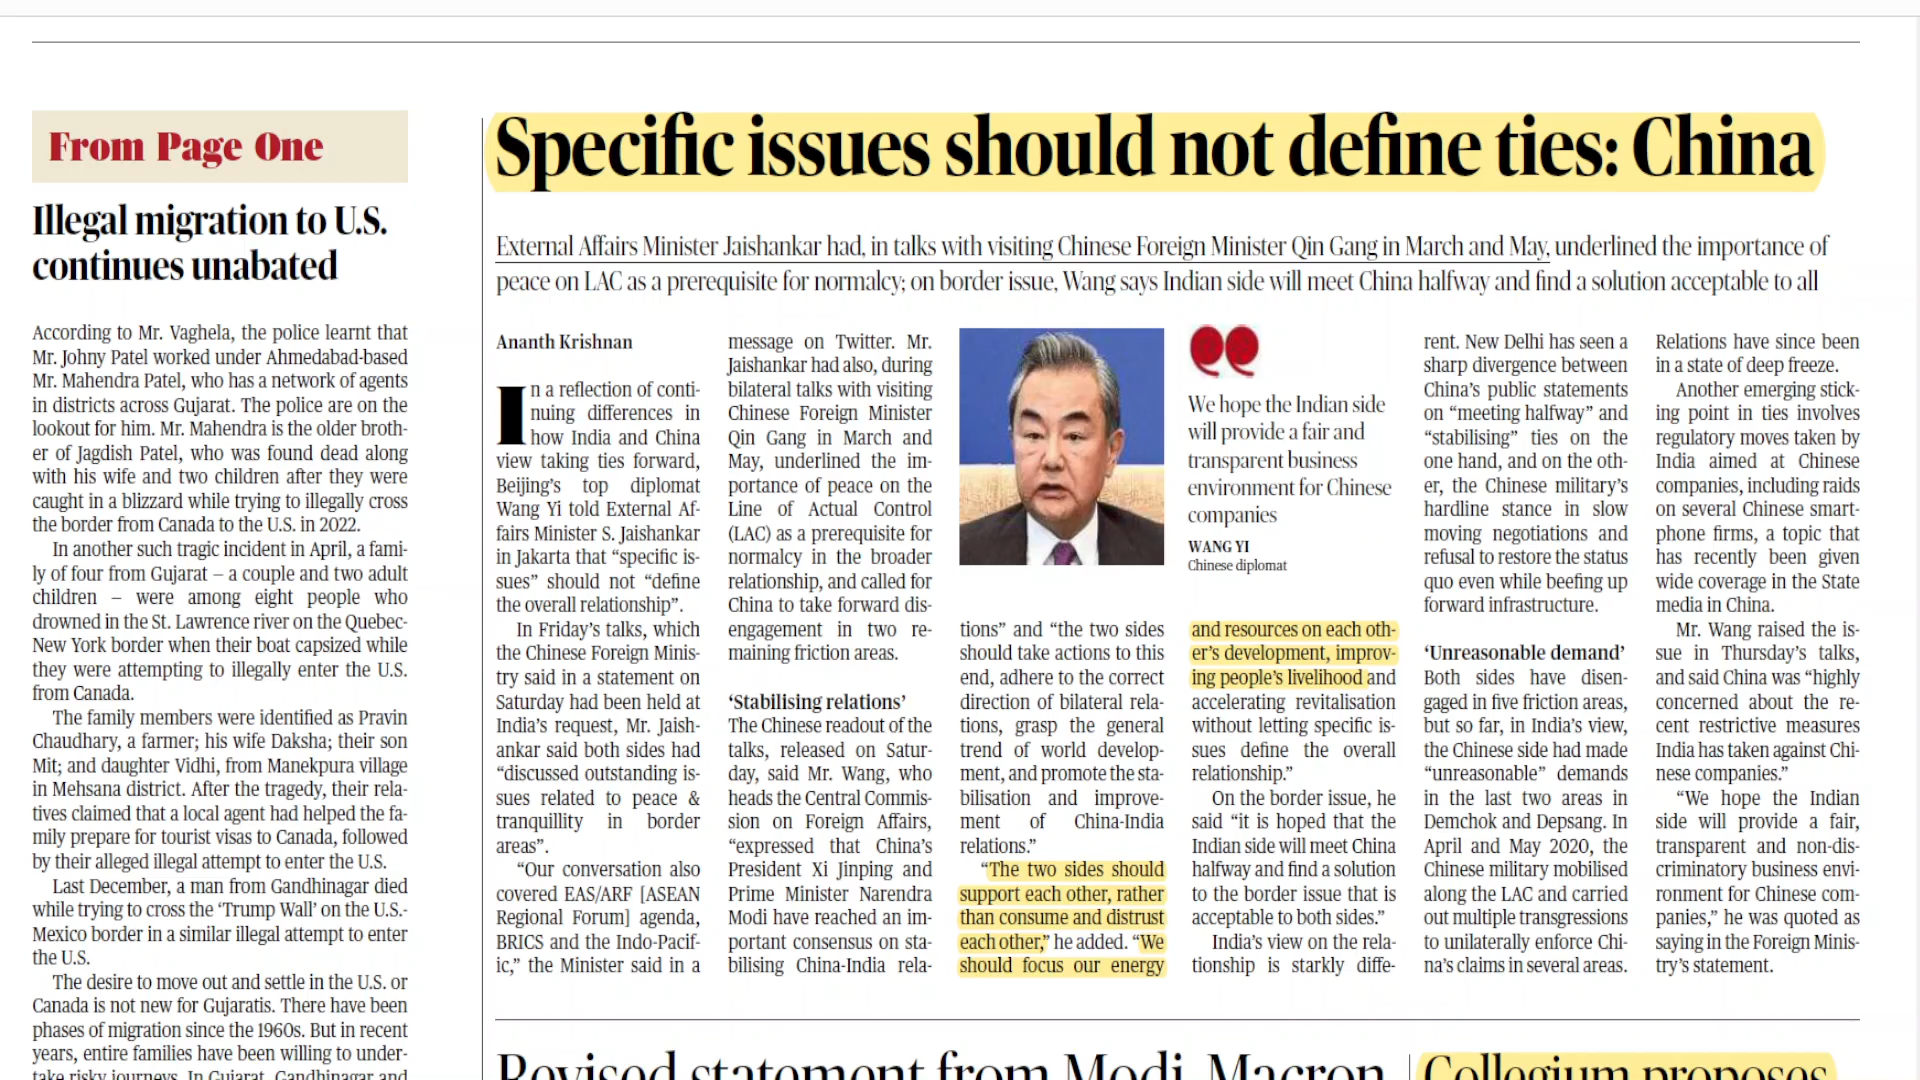 From Page One
Illegal migration to U.S.
continues unabated
According to Mr. Vaghela, the police learnt that
Mr. Johny Patel worked under Ahmedabad-based
Mr. Mahendra Patel, who has a network of agents
in districts across Gujarat. The police are on the
lookout for him. Mr. Mahendra is the older broth-
er of Jagdish Patel, who was found dead along
with his wife and two children after they were
caught in a blizzard while trying to illegally cross
the border from Canada to the U.S. in 2022.
In another such tragic incident in April, a fami-
ly of four from Gujarat – a couple and two adult
children – were among eight people who
drowned in the St. Lawrence river on the Quebec-
New York border when their boat capsized while
they were attempting to illegally enter the U.S.
from Canada.
The family members were identified as Pravin
Chaudhary, a farmer; his wife Daksha; their son
Mit; and daughter Vidhi, from Manekpura village
in Mehsana district. After the tragedy, their rela-
tives claimed that a local agent had helped the fa-
mily prepare for tourist visas to Canada, followed
by their alleged illegal attempt to enter the U.S.
Last December, a man from Gandhinagar died
while trying to cross the ‘Trump Wall’ on the U.S.-
Mexico border in a similar illegal attempt to enter
the U.S.
The desire to move out and settle in the U.S. or
Canada is not new for Gujaratis. There have been
phases of migration since the 1960s. But in recent
years, entire families have been willing to under-
take risky journeys. In Gujarat, Gandhinagar and
Specific issues should not define ties: China
External Affairs Minister Jaishankar had, in talks with visiting Chinese Foreign Minister Qin Gang in March and May, underlined the importance of
peace on LAC as a prerequisite for normalcy; on border issue, Wang says Indian side will meet China halfway and find a solution acceptable to all
Ananth Krishnan
In a reflection of conti-
nuing differences in
how India and China
view taking ties forward,
Beijing’s top diplomat
Wang Yi told External Af-
fairs Minister S. Jaishankar
in Jakarta that “specific is-
sues” should not “define
the overall relationship”.
In Friday’s talks, which
the Chinese Foreign Minis-
try said in a statement on
Saturday had been held at
India’s request, Mr. Jaish-
ankar said both sides had
“discussed outstanding is-
sues related to peace &
tranquillity in border
areas”.
“Our conversation also
covered EAS/ARF [ASEAN
Regional Forum] agenda,
BRICS and the Indo-Pacif-
ic,” the Minister said in a
message on Twitter. Mr.
Jaishankar had also, during
bilateral talks with visiting
Chinese Foreign Minister
Qin Gang in March and
May, underlined the im-
portance of peace on the
Line of Actual Control
(LAC) as a prerequisite for
normalcy in the broader
relationship, and called for
China to take forward dis-
engagement in two re-
maining friction areas.
‘Stabilising relations’
The Chinese readout of the
talks, released on Satur-
day, said Mr. Wang, who
heads the Central Commis-
sion on Foreign Affairs,
“expressed that China’s
President Xi Jinping and
Prime Minister Narendra
Modi have reached an im-
portant consensus on sta-
bilising China-India rela-
tions” and “the two sides
should take actions to this
end, adhere to the correct
direction of bilateral rela-
tions, grasp the general
trend of world develop-
ment, and promote the sta-
bilisation and improve-
ment of China-India
relations.”
“The two sides should
support each other, rather
than consume and distrust
each other,” he added. “We
should focus our energy
We hope the Indian side
will provide a fair and
transparent business
environment for Chinese
companies
WANG YI
Chinese diplomat
and resources on each oth-
er’s development, improv-
ing people’s livelihood and
accelerating revitalisation
without letting specific is-
sues define the overall
relationship.”
On the border issue, he
said “it is hoped that the
Indian side will meet China
halfway and find a solution
to the border issue that is
acceptable to both sides.”
India’s view on the rela-
tionship is starkly diffe-
rent. New Delhi has seen a
sharp divergence between
China’s public statements
on “meeting halfway” and
“stabilising” ties on the
one hand, and on the oth-
er, the Chinese military’s
hardline stance in slow
moving negotiations and
refusal to restore the status
quo even while beefing up
forward infrastructure.
‘Unreasonable demand’
Both sides have disen-
gaged in five friction areas,
but so far, in India’s view,
the Chinese side had made
“unreasonable” demands
in the last two areas in
Demchok and Depsang. In
April and May 2020, the
Chinese military mobilised
along the LAC and carried
out multiple transgressions
to unilaterally enforce Chi-
na’s claims in several areas.
Relations have since been
in a state of deep freeze.
Another emerging stick-
ing point in ties involves
regulatory moves taken by
India aimed at Chinese
companies, including raids
on several Chinese smart-
phone firms, a topic that
has recently been given
wide coverage in the State
media in China.
Mr. Wang raised the is-
sue in Thursday’s talks,
and said China was “highly
concerned about the re-
cent restrictive measures
India has taken against Chi-
nese companies.”
“We hope the Indian
side will provide a fair,
transparent and non-dis-
criminatory business envi-
ronment for Chinese com-
panies,” he was quoted as
saying in the Foreign Minis-
try’s statement.
Revised statement from Modi, Macron
Collegium proposes